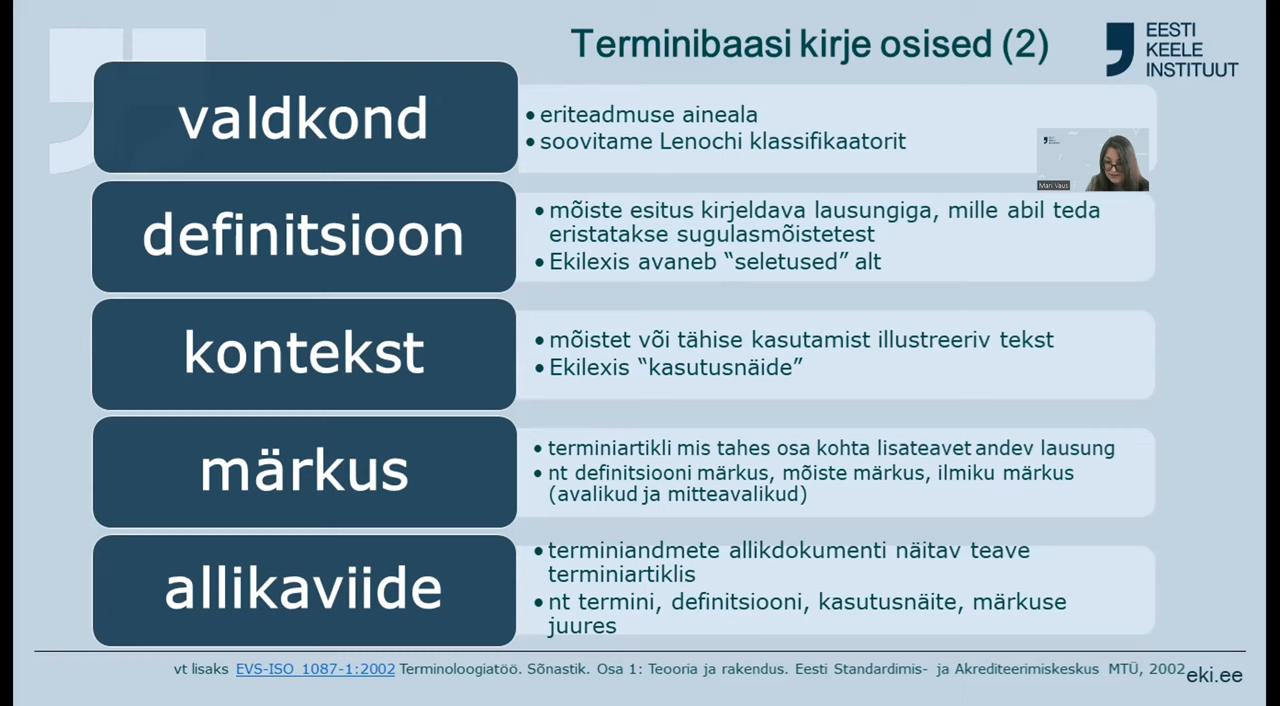 Terminibaasi kirje osised (2)
EESTI
KEELE
INSTITUUT
valdkond
• eriteadmuse aineala
• soovitame Lenochi klassifikaatorit
Mari Vaus
definitsioon
• mõiste esitus kirjeldava lausungiga, mille abil teda
eristatakse sugulasmõistetest
• Ekilexis avaneb “seletused” alt
kontekst
• mõistet või tähise kasutamist illustreeriv tekst
• Ekilexis “kasutusnäide”
märkus
• terminiartikli mis tahes osa kohta lisateavet andev lausung
• nt definitsiooni märkus, mõiste märkus, ilmiku märkus
(avalikud ja mitteavalikud)
allikaviide
• terminiandmete allikdokumenti näitav teave
terminiartiklis
• nt termini, definitsiooni, kasutusnäite, märkuse
juures
vt lisaks EVS-ISO 1087-1:2002 Terminoloogiatöö. Sõnastik. Osa 1: Teooria ja rakendus. Eesti Standardimis- ja Akrediteerimiskeskus MTÜ, 2002
eki.ee